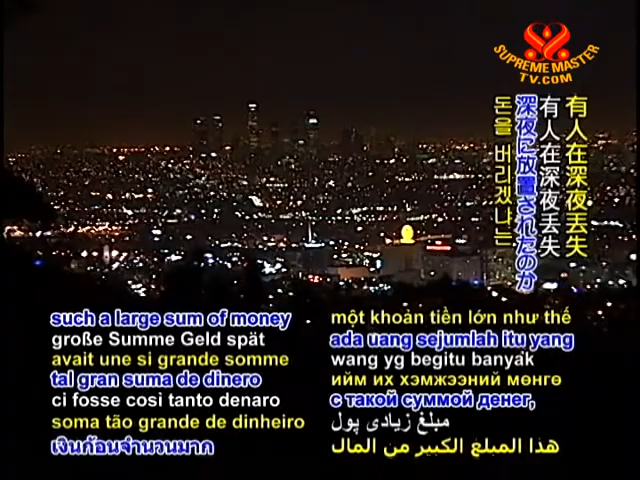 SUPREME MASTER
TV.COM
有人在深夜丟失
有人在深夜丢失
深夜に放置されたのか
돈을 버리겠냐는
such a large sum of money
große Summe Geld spät
avait une si grande somme
tal gran suma de dinero
ci fosse così tanto denaro
soma tão grande de dinheiro
เงินก้อนจำนวนมาก
một khoản tiền lớn như thế
ada uang sejumlah itu yang
wang yg begitu banyak
ийм их хэмжээний мөнгө
с такой суммой денег,
مبلغ زیادی پول
هذا المبلغ الكبير من المال